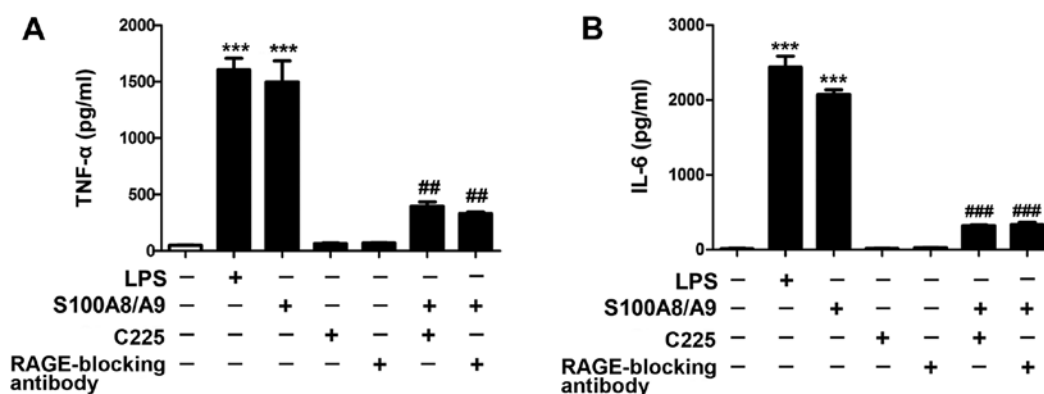 A
TNF-α (pg/ml)
2000
1500
1000
500
0
***
***
##
##
LPS – + – – – – –
S100A8/A9 – – + – – + +
C225 – – – + – + –
RAGE-blocking – – – – + – +
antibody
B
IL-6 (pg/ml)
3000
2000
1000
0
***
***
###
###
LPS – + – – – – –
S100A8/A9 – – + – – + +
C225 – – – + – + –
RAGE-blocking – – – – + – +
antibody